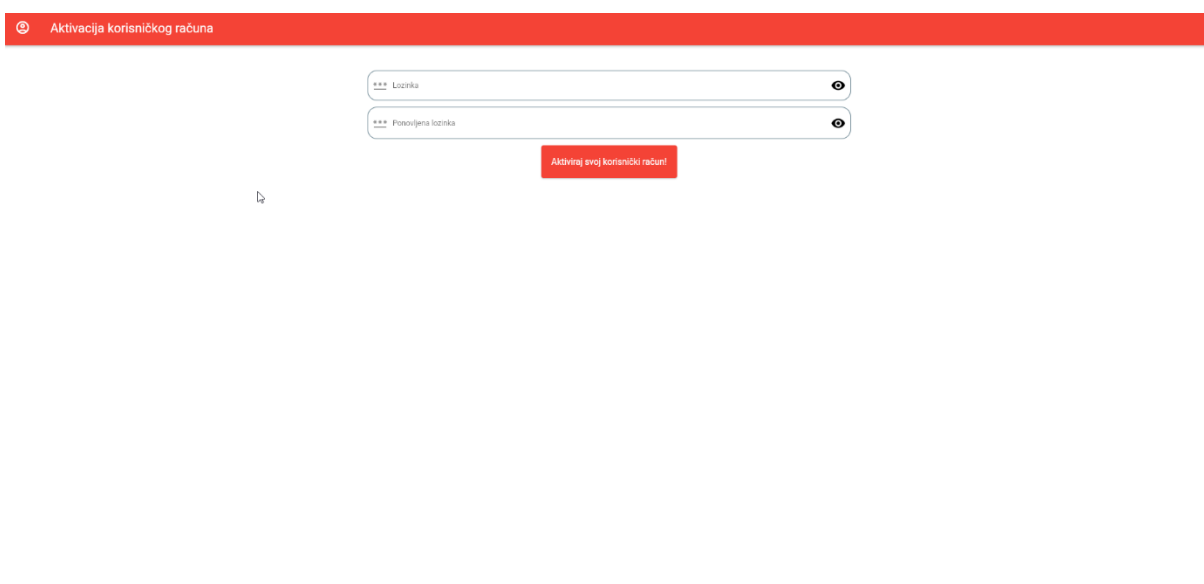 Aktivacija korisničkog računa
Lozinka
Ponovljena lozinka
Aktiviraj svoj korisnički račun!